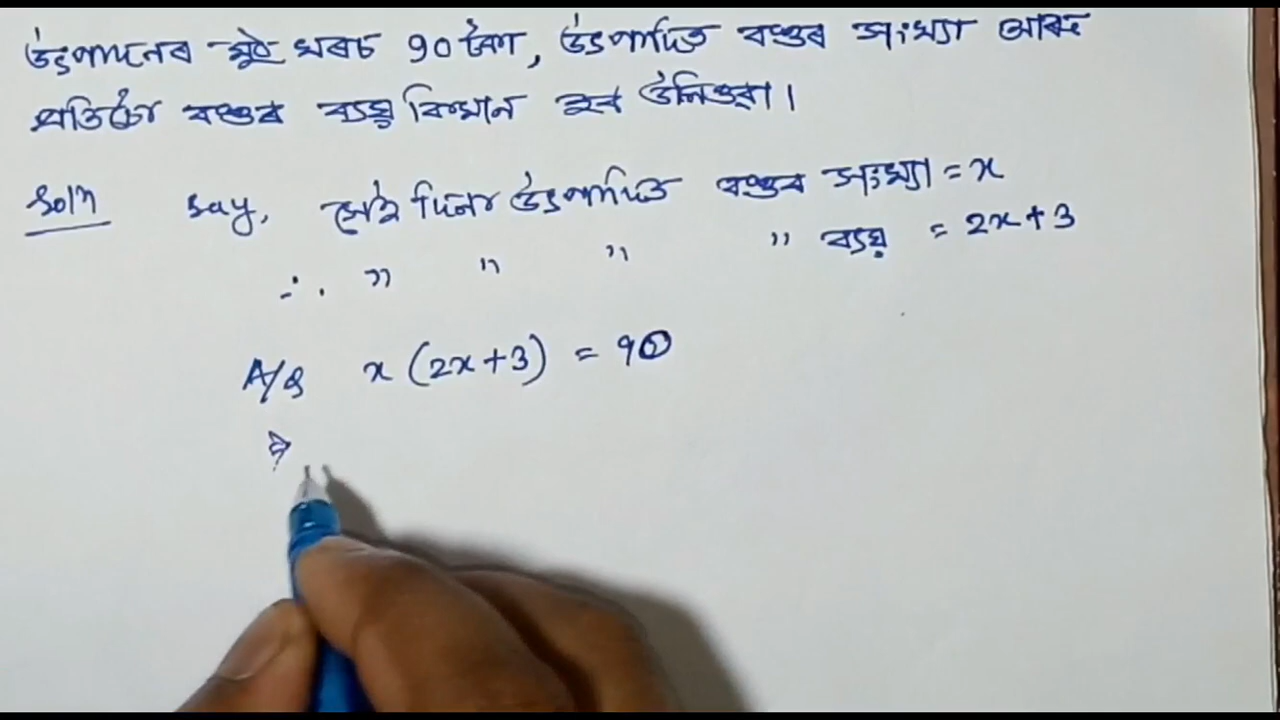 উৎপাদনৰ মুঠ খৰচ 90 টকা, উৎপাদিত বস্তুৰ সংখ্যা আৰু
প্ৰতিটো বস্তুৰ ব্যয় কিমান হব উলিওৱা।
Soln say, সেই দিনা উৎপাদিত বস্তুৰ সংখ্যা = x
∴ " " " " ব্যয় = 2x+3
A/Q x(2x+3) = 90
⇒